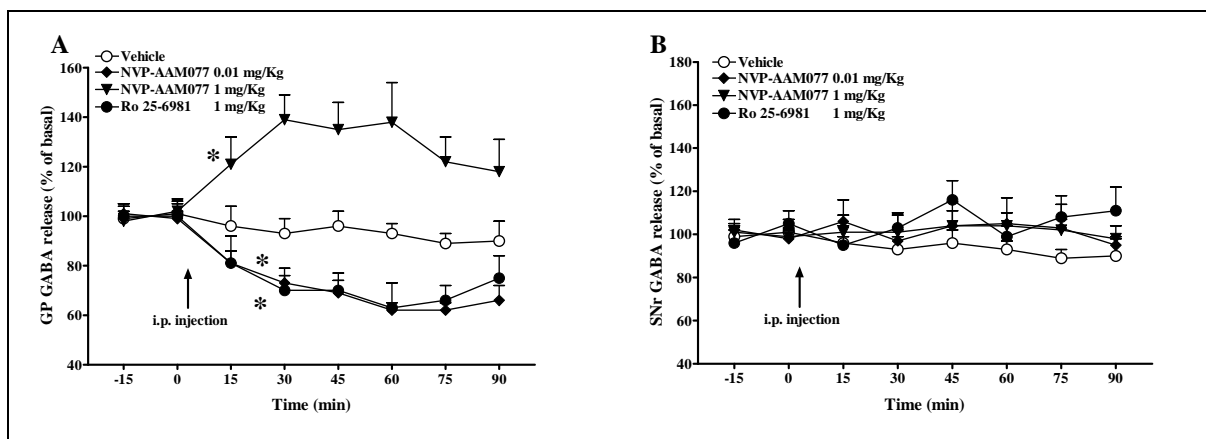 A
Vehicle
NVP-AAM077 0.01 mg/Kg
NVP-AAM077 1 mg/Kg
Ro 25-6981 1 mg/Kg
GP GABA release (% of basal)
160
140
120
100
80
60
40
*
*
*
i.p. injection
-15 0 15 30 45 60 75 90
Time (min)
B
Vehicle
NVP-AAM077 0.01 mg/Kg
NVP-AAM077 1 mg/Kg
Ro 25-6981 1 mg/Kg
SNr GABA release (% of basal)
180
160
140
120
100
80
60
40
i.p. injection
-15 0 15 30 45 60 75 90
Time (min)